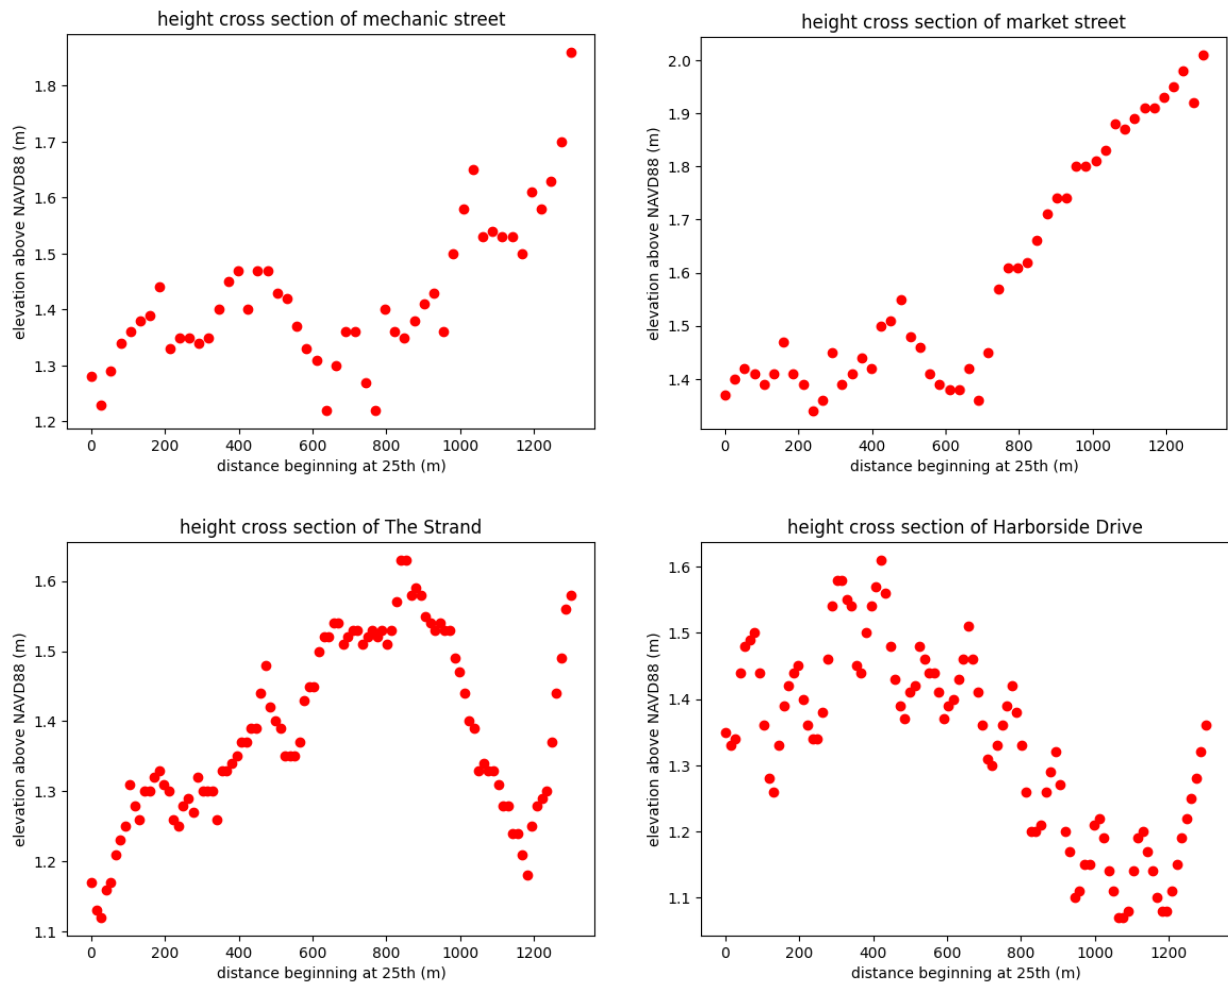 height cross section of mechanic street
elevation above NAVD88 (m)
1.8
1.7
1.6
1.5
1.4
1.3
1.2
0 200 400 600 800 1000 1200
distance beginning at 25th (m)
height cross section of market street
elevation above NAVD88 (m)
2.0
1.9
1.8
1.7
1.6
1.5
1.4
0 200 400 600 800 1000 1200
distance beginning at 25th (m)
height cross section of The Strand
elevation above NAVD88 (m)
1.6
1.5
1.4
1.3
1.2
1.1
0 200 400 600 800 1000 1200
distance beginning at 25th (m)
height cross section of Harborside Drive
elevation above NAVD88 (m)
1.6
1.5
1.4
1.3
1.2
1.1
0 200 400 600 800 1000 1200
distance beginning at 25th (m)